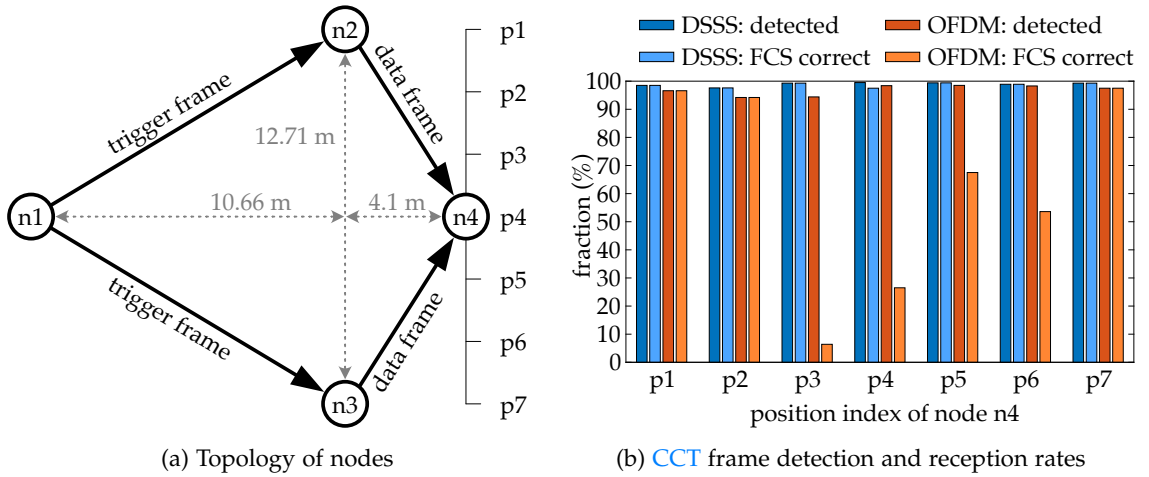 n2
p1
p2
p3
p4
p5
p6
p7
trigger frame
data frame
12.71 m
n1
10.66 m
4.1 m
n4
trigger frame
data frame
n3
(a) Topology of nodes
DSSS: detected
OFDM: detected
DSSS: FCS correct
OFDM: FCS correct
fraction (%)
100
90
80
70
60
50
40
30
20
10
0
p1 p2 p3 p4 p5 p6 p7
position index of node n4
(b) CCT frame detection and reception rates